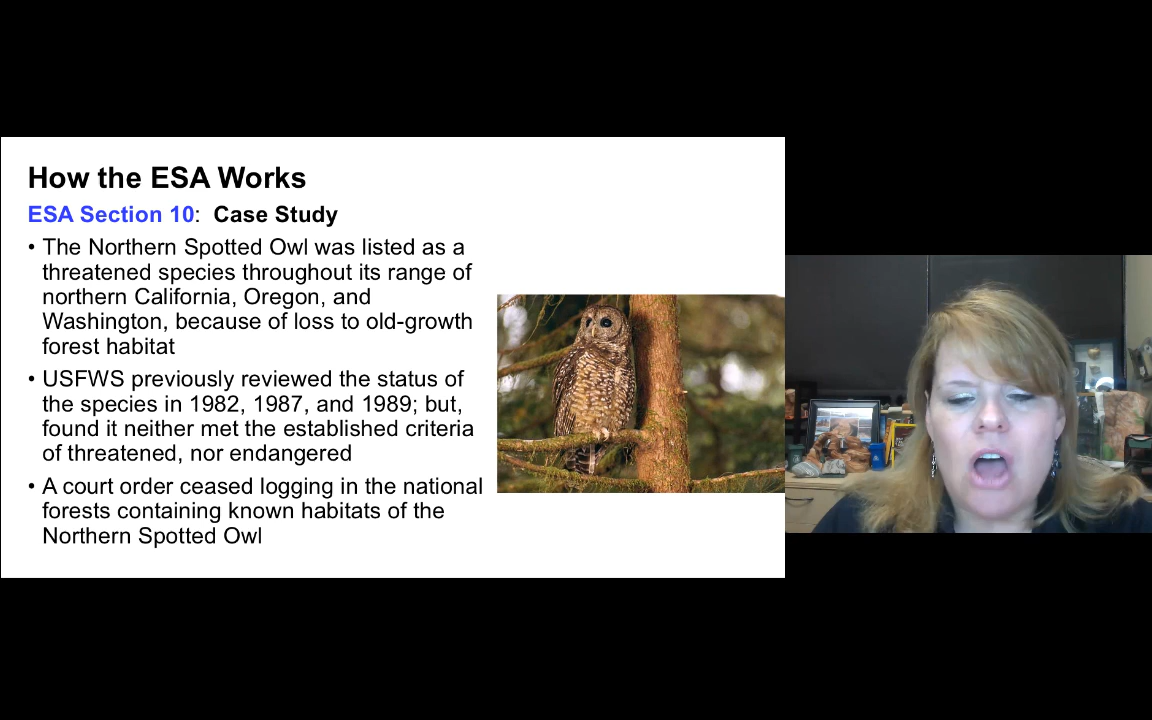 How the ESA Works
ESA Section 10:  Case Study
• The Northern Spotted Owl was listed as a
threatened species throughout its range of
northern California, Oregon, and
Washington, because of loss to old-growth
forest habitat
• USFWS previously reviewed the status of
the species in 1982, 1987, and 1989; but,
found it neither met the established criteria
of threatened, nor endangered
• A court order ceased logging in the national
forests containing known habitats of the
Northern Spotted Owl